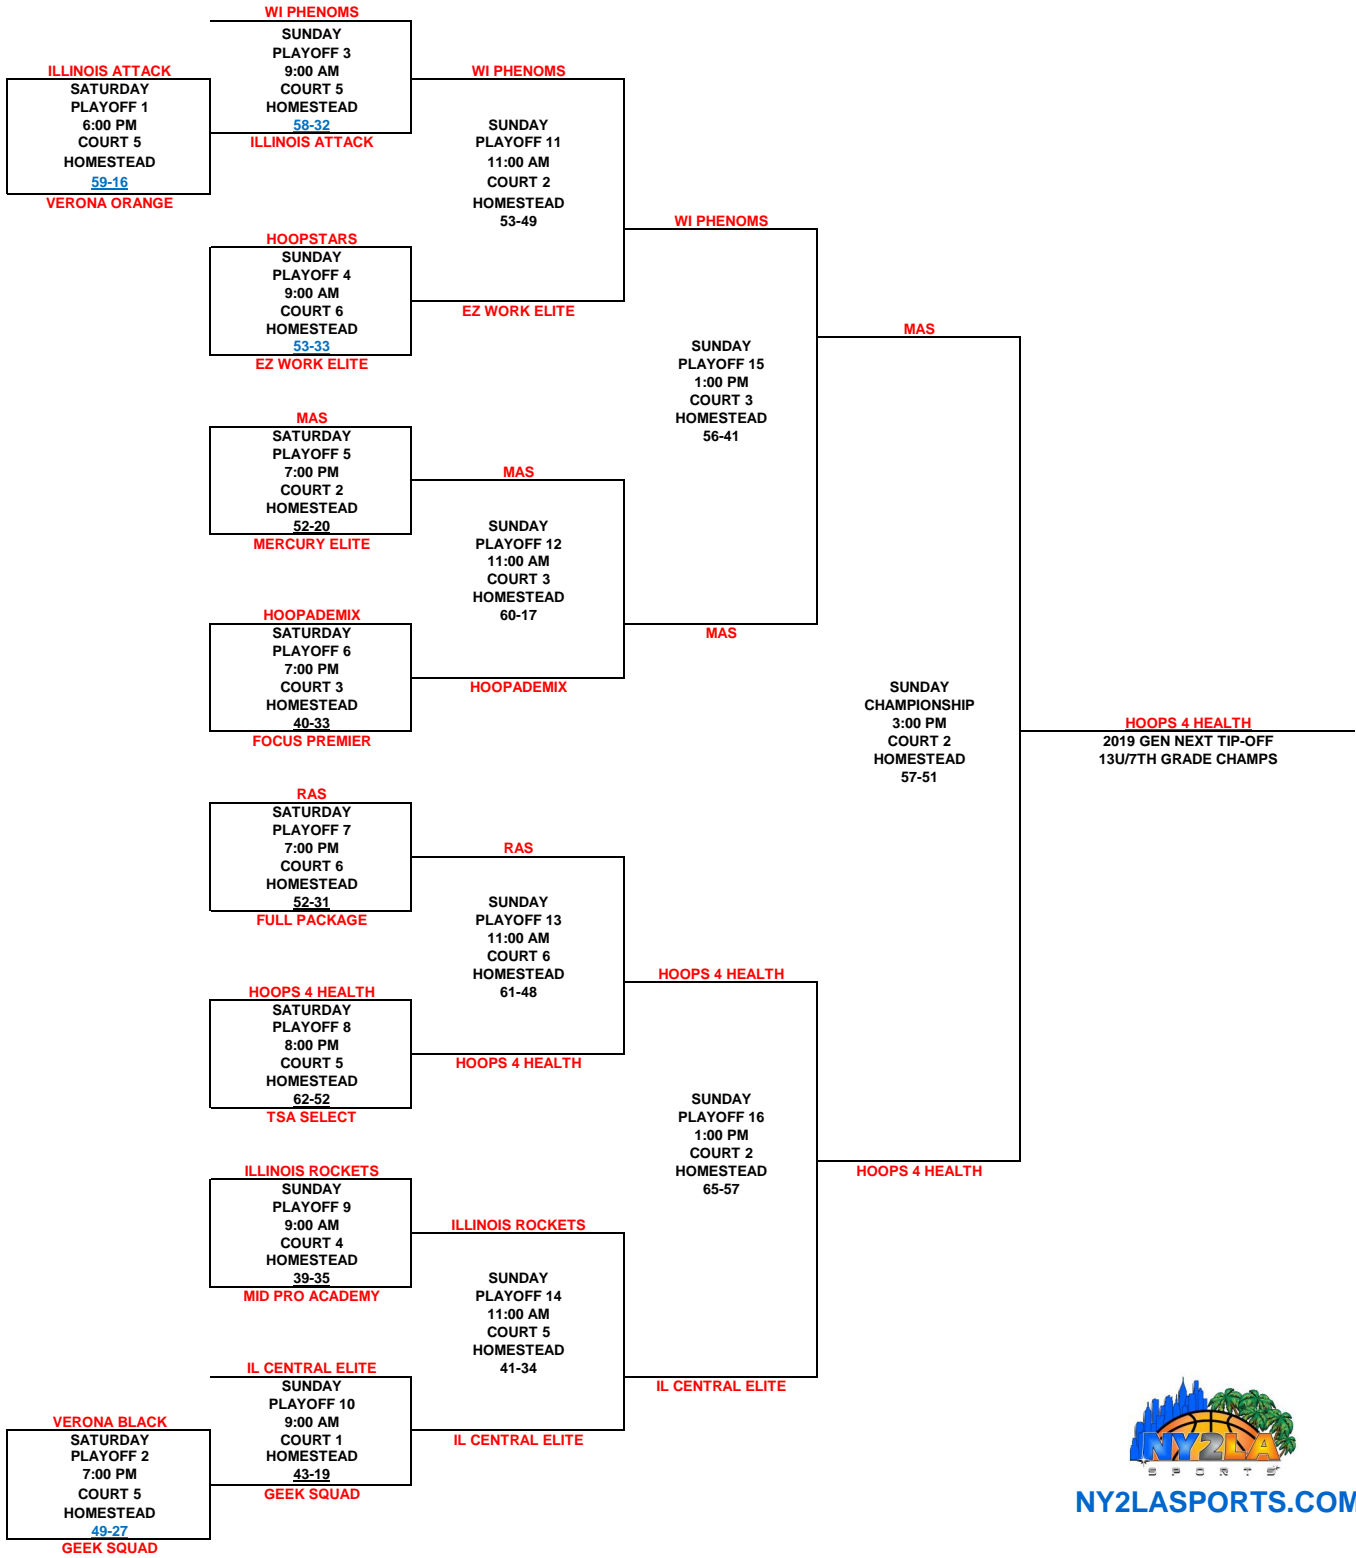 WI PHENOMS
SUNDAY
PLAYOFF 3
9:00 AM
COURT 5
HOMESTEAD
58-32
ILLINOIS ATTACK
ILLINOIS ATTACK
SATURDAY
PLAYOFF 1
6:00 PM
COURT 5
HOMESTEAD
59-16
VERONA ORANGE
WI PHENOMS
SUNDAY
PLAYOFF 11
11:00 AM
COURT 2
HOMESTEAD
53-49
EZ WORK ELITE
HOOPSTARS
SUNDAY
PLAYOFF 4
9:00 AM
COURT 6
HOMESTEAD
53-33
EZ WORK ELITE
WI PHENOMS
SUNDAY
PLAYOFF 15
1:00 PM
COURT 3
HOMESTEAD
56-41
MAS
MAS
SATURDAY
PLAYOFF 5
7:00 PM
COURT 2
HOMESTEAD
52-20
MERCURY ELITE
MAS
SUNDAY
PLAYOFF 12
11:00 AM
COURT 3
HOMESTEAD
60-17
HOOPADEMIX
HOOPADEMIX
SATURDAY
PLAYOFF 6
7:00 PM
COURT 3
HOMESTEAD
40-33
FOCUS PREMIER
MAS
SUNDAY
CHAMPIONSHIP
3:00 PM
COURT 2
HOMESTEAD
57-51
HOOPS 4 HEALTH
HOOPS 4 HEALTH
2019 GEN NEXT TIP-OFF
13U/7TH GRADE CHAMPS
RAS
SATURDAY
PLAYOFF 7
7:00 PM
COURT 6
HOMESTEAD
52-31
FULL PACKAGE
RAS
SUNDAY
PLAYOFF 13
11:00 AM
COURT 6
HOMESTEAD
61-48
HOOPS 4 HEALTH
HOOPS 4 HEALTH
SATURDAY
PLAYOFF 8
8:00 PM
COURT 5
HOMESTEAD
62-52
TSA SELECT
HOOPS 4 HEALTH
SUNDAY
PLAYOFF 16
1:00 PM
COURT 2
HOMESTEAD
65-57
IL CENTRAL ELITE
ILLINOIS ROCKETS
SUNDAY
PLAYOFF 9
9:00 AM
COURT 4
HOMESTEAD
39-35
MID PRO ACADEMY
ILLINOIS ROCKETS
SUNDAY
PLAYOFF 14
11:00 AM
COURT 5
HOMESTEAD
41-34
IL CENTRAL ELITE
IL CENTRAL ELITE
SUNDAY
PLAYOFF 10
9:00 AM
COURT 1
HOMESTEAD
43-19
GEEK SQUAD
VERONA BLACK
SATURDAY
PLAYOFF 2
7:00 PM
COURT 5
HOMESTEAD
49-27
GEEK SQUAD
NY2LA
SPORTS
NY2LASPORTS.COM